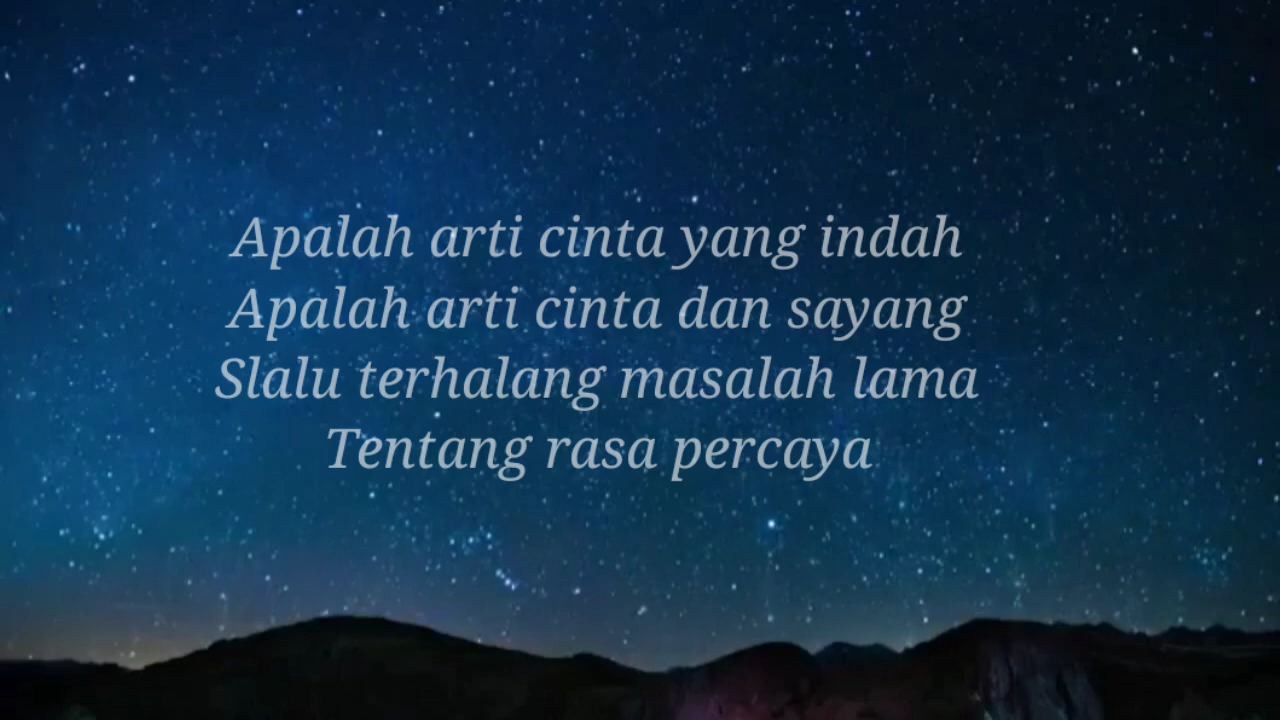 Apalah arti cinta yang indah
Apalah arti cinta dan sayang
Slalu terhalang masalah lama
Tentang rasa percaya